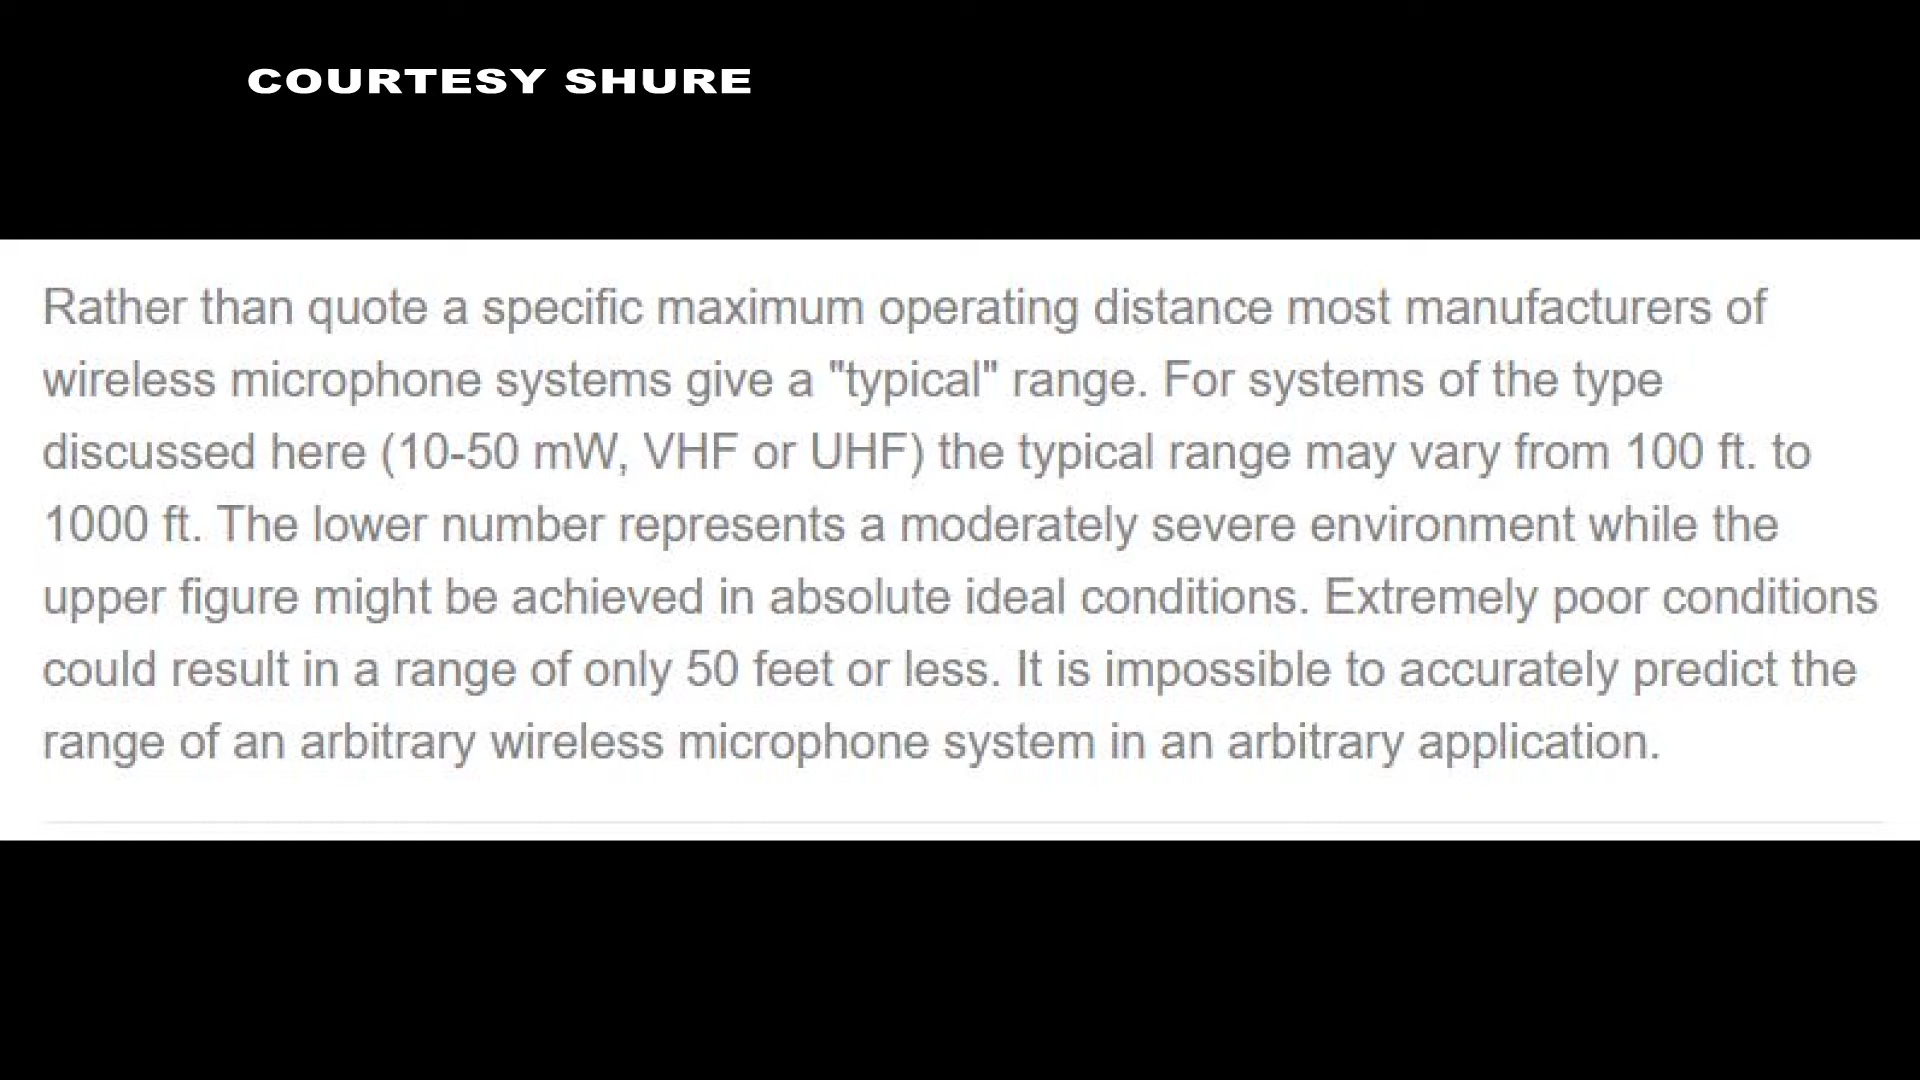 COURTESY SHURE
Rather than quote a specific maximum operating distance most manufacturers of
wireless microphone systems give a "typical" range. For systems of the type
discussed here (10-50 mW, VHF or UHF) the typical range may vary from 100 ft. to
1000 ft. The lower number represents a moderately severe environment while the
upper figure might be achieved in absolute ideal conditions. Extremely poor conditions
could result in a range of only 50 feet or less. It is impossible to accurately predict the
range of an arbitrary wireless microphone system in an arbitrary application.